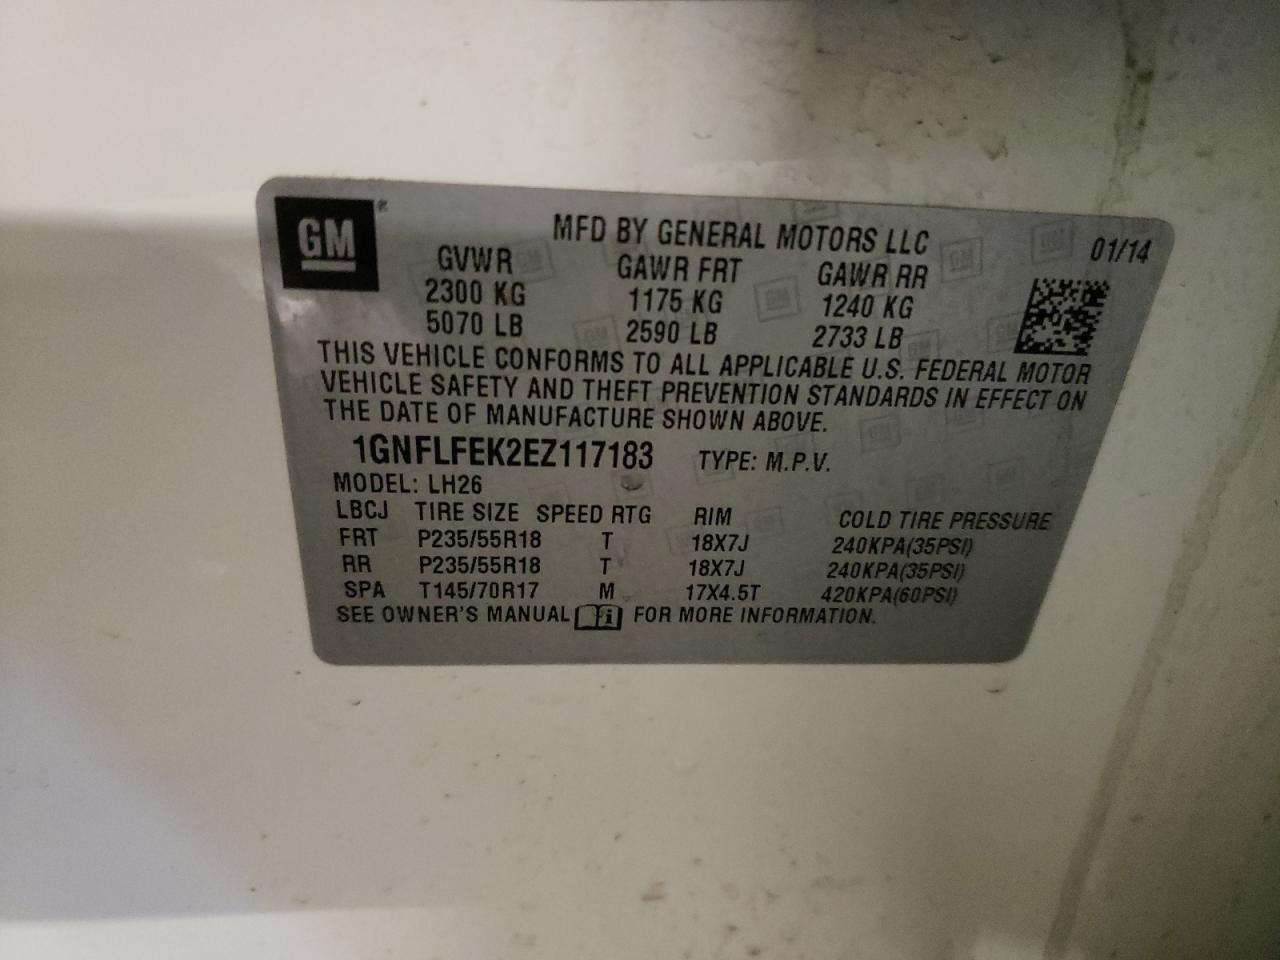 GM®
MFD BY GENERAL MOTORS LLC 01/14
GVWR GAWR FRT GAWR RR
2300 KG 1175 KG 1240 KG
5070 LB 2590 LB 2733 LB
THIS VEHICLE CONFORMS TO ALL APPLICABLE U.S. FEDERAL MOTOR
VEHICLE SAFETY AND THEFT PREVENTION STANDARDS IN EFFECT ON
THE DATE OF MANUFACTURE SHOWN ABOVE.
1GNFLFEK2EZ117183 TYPE: M.P.V.
MODEL: LH26
LBCJ TIRE SIZE SPEED RTG RIM COLD TIRE PRESSURE
FRT P235/55R18 T 18X7J 240KPA(35PSI)
RR P235/55R18 T 18X7J 240KPA(35PSI)
SPA T145/70R17 M 17X4.5T 420KPA(60PSI)
SEE OWNER'S MANUAL i FOR MORE INFORMATION.